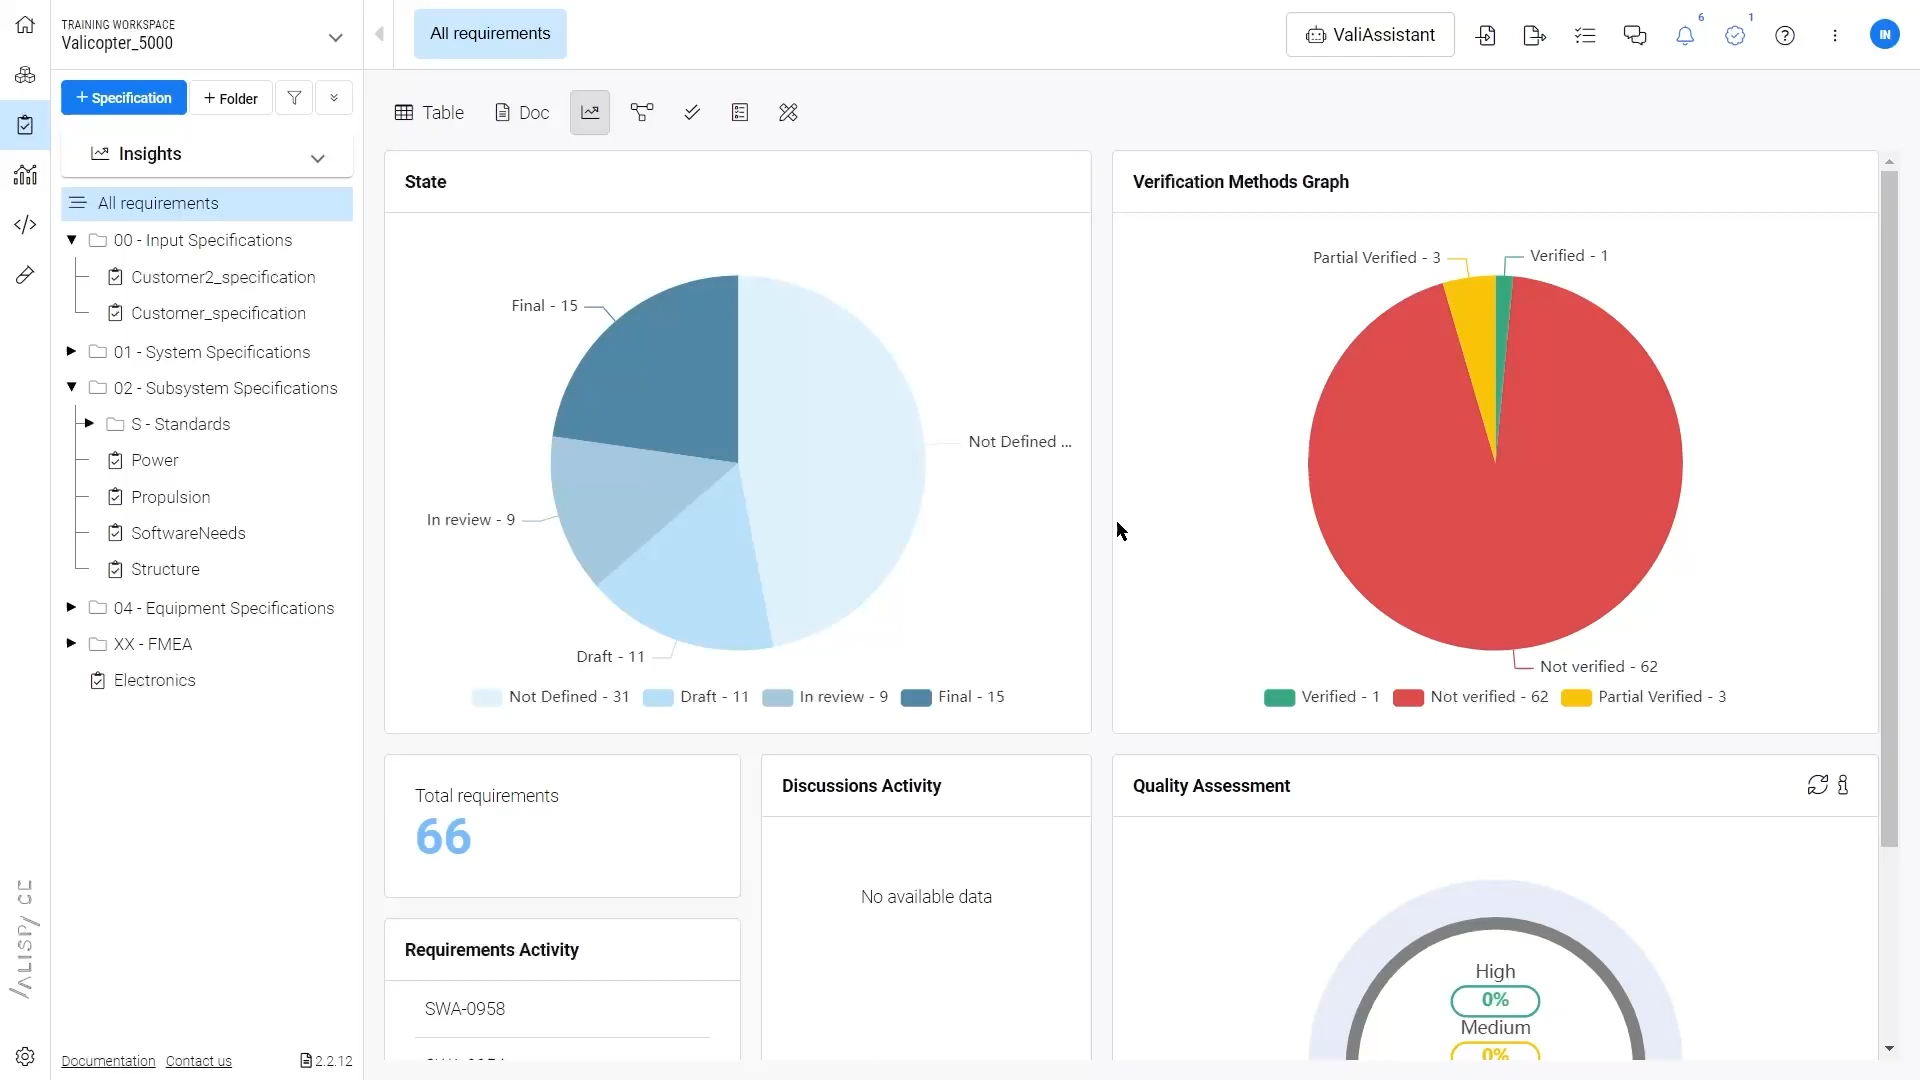 TRAINING WORKSPACE
Valicopter_5000
All requirements
ValiAssistant
6
1
IN
+ Specification
+ Folder
Insights
All requirements
00 - Input Specifications
Customer2_specification
Customer_specification
01 - System Specifications
02 - Subsystem Specifications
S - Standards
Power
Propulsion
SoftwareNeeds
Structure
04 - Equipment Specifications
XX - FMEA
Electronics
VALISPACE
Documentation Contact us 2.2.12
Table Doc
State
Final - 15
Not Defined ...
In review - 9
Draft - 11
Not Defined - 31 Draft - 11 In review - 9 Final - 15
Verification Methods Graph
Partial Verified - 3 Verified - 1
Not verified - 62
Verified - 1 Not verified - 62 Partial Verified - 3
Total requirements
66
Requirements Activity
SWA-0958
Discussions Activity
No available data
Quality Assessment
High
0%
Medium
0%